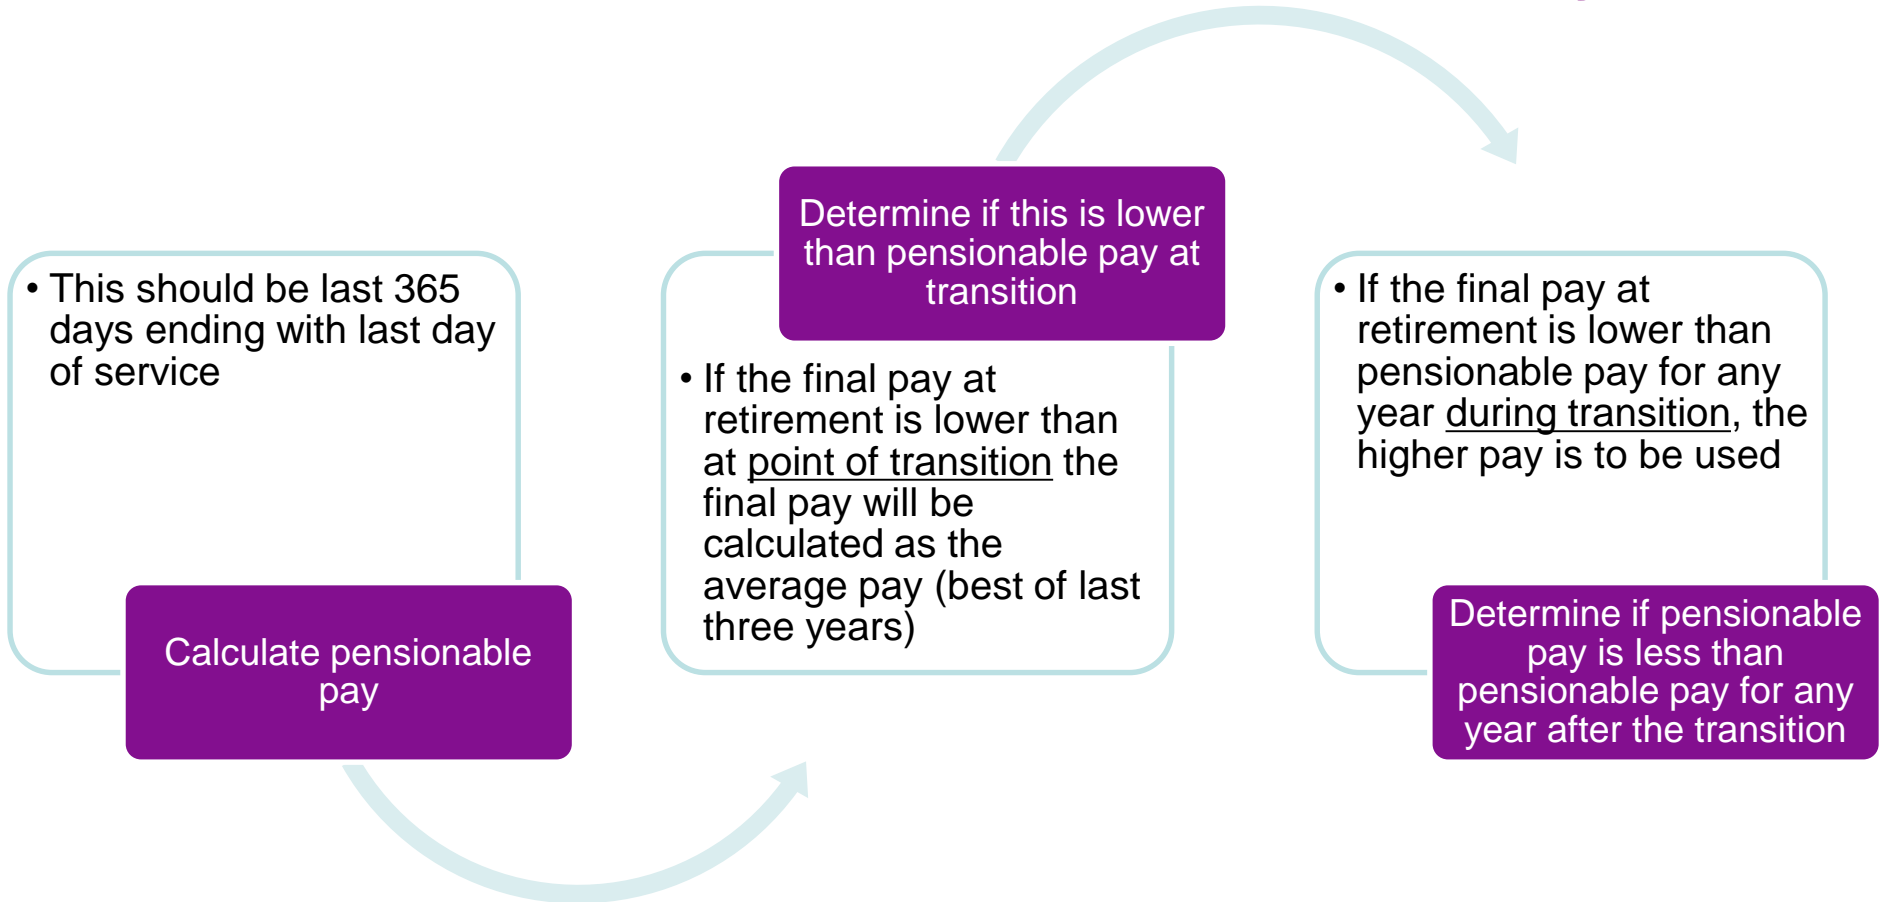 • This should be last 365
days ending with last day
of service
Calculate pensionable
pay
Determine if this is lower
than pensionable pay at
transition
• If the final pay at
retirement is lower than
at point of transition the
final pay will be
calculated as the
average pay (best of last
three years)
• If the final pay at
retirement is lower than
pensionable pay for any
year during transition, the
higher pay is to be used
Determine if pensionable
pay is less than
pensionable pay for any
year after the transition